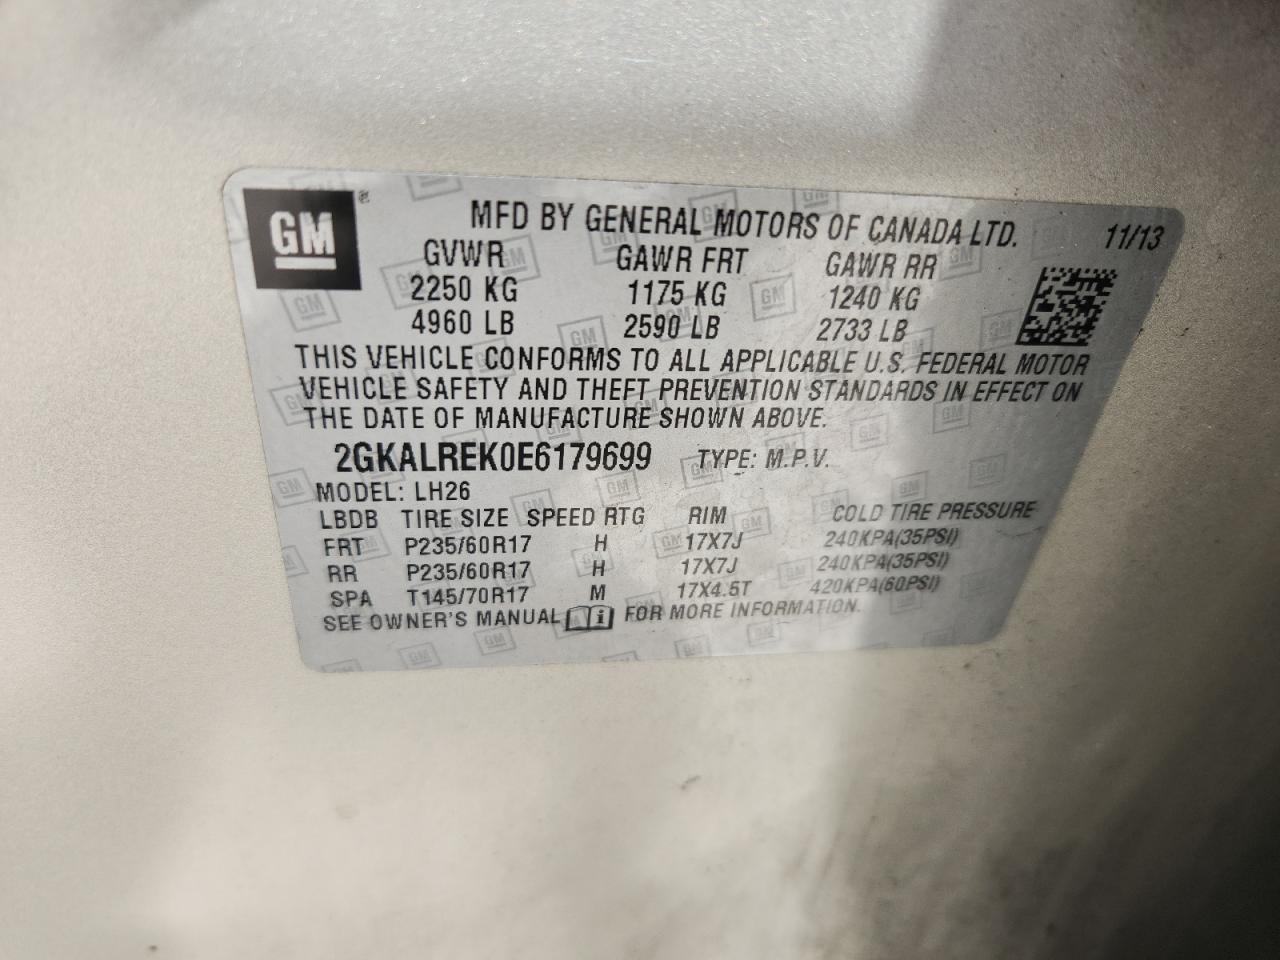 GM ®
MFD BY GENERAL MOTORS OF CANADA LTD. 11/13
GVWR GAWR FRT GAWR RR
2250 KG 1175 KG 1240 KG
4960 LB 2590 LB 2733 LB
THIS VEHICLE CONFORMS TO ALL APPLICABLE U.S. FEDERAL MOTOR
VEHICLE SAFETY AND THEFT PREVENTION STANDARDS IN EFFECT ON
THE DATE OF MANUFACTURE SHOWN ABOVE.
2GKALREK0E6179699 TYPE: M.P.V.
MODEL: LH26
LBDB TIRE SIZE SPEED RTG RIM COLD TIRE PRESSURE
FRT P235/60R17 H 17X7J 240KPA(35PSI)
RR P235/60R17 H 17X7J 240KPA(35PSI)
SPA T145/70R17 M 17X4.5T 420KPA(60PSI)
SEE OWNER'S MANUAL i FOR MORE INFORMATION.